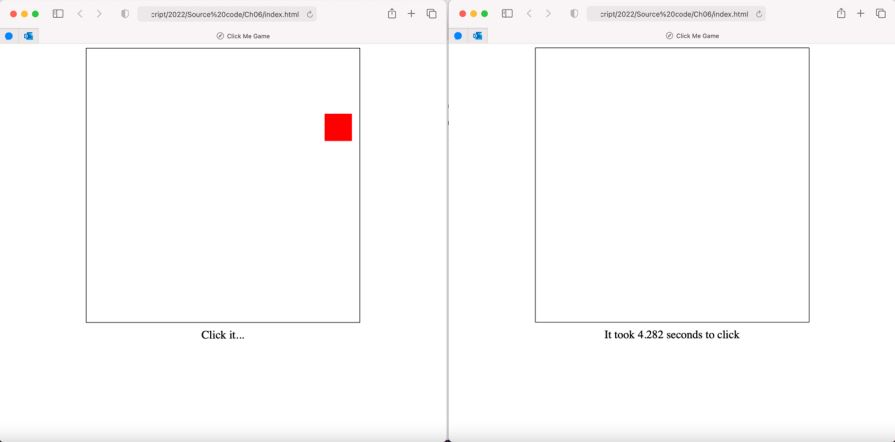 cript/2022/Source%20code/Ch06/index.html
Click Me Game
Click it...
cript/2022/Source%20code/Ch06/index.html
Click Me Game
It took 4.282 seconds to click